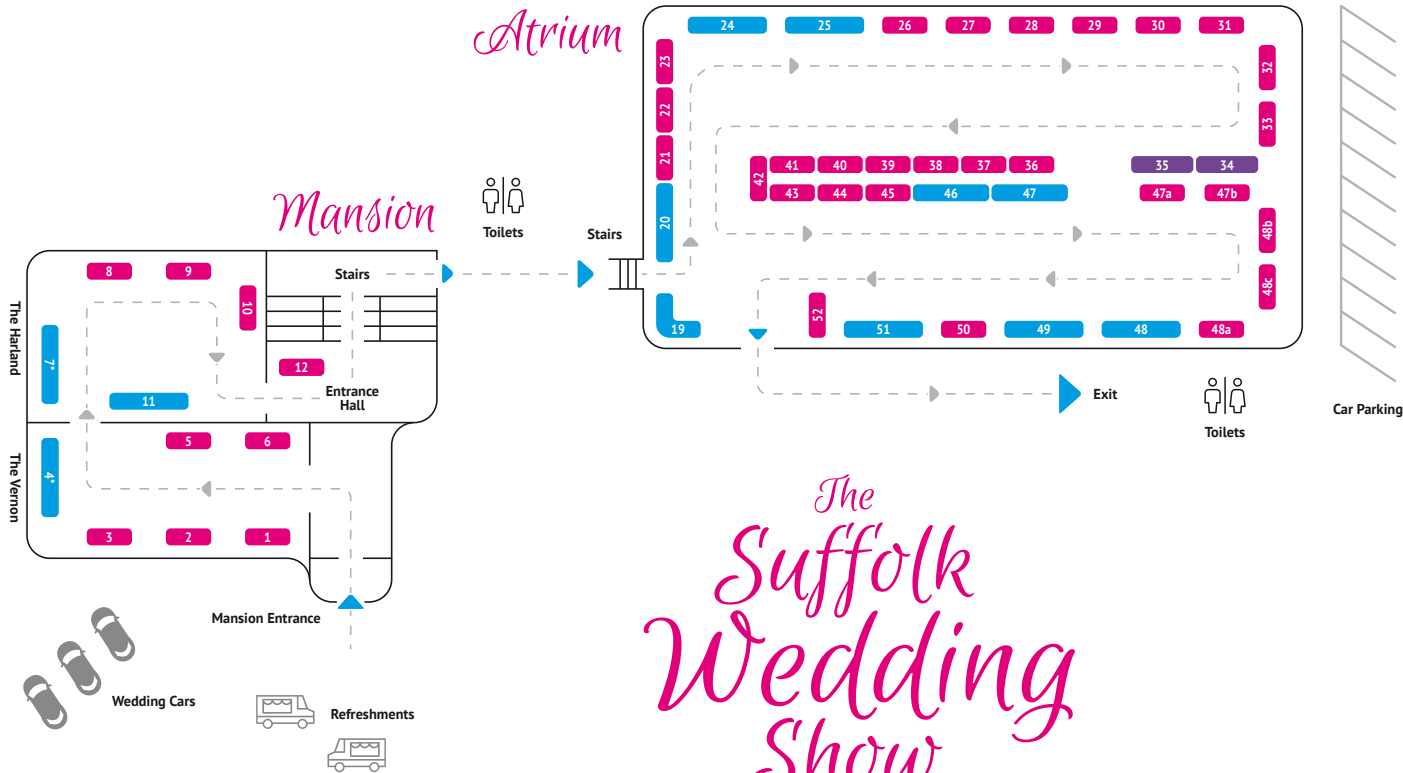 Atrium
24 25 26 27 28 29 30 31
23
32
22
33
21
41 40 39 38 37 36
35 34
42
43 44 45 46 47
47a 47b
20
48b
48c
19
52
51 50 49 48 48a
Toilets
Stairs
Mansion
8 9
Stairs
10
The Harland
7*
12
11
Entrance
Hall
Exit
Toilets
Car Parking
5 6
The Vernon
4*
3 2 1
Mansion Entrance
Wedding Cars
Refreshments
The
Suffolk
Wedding
Show